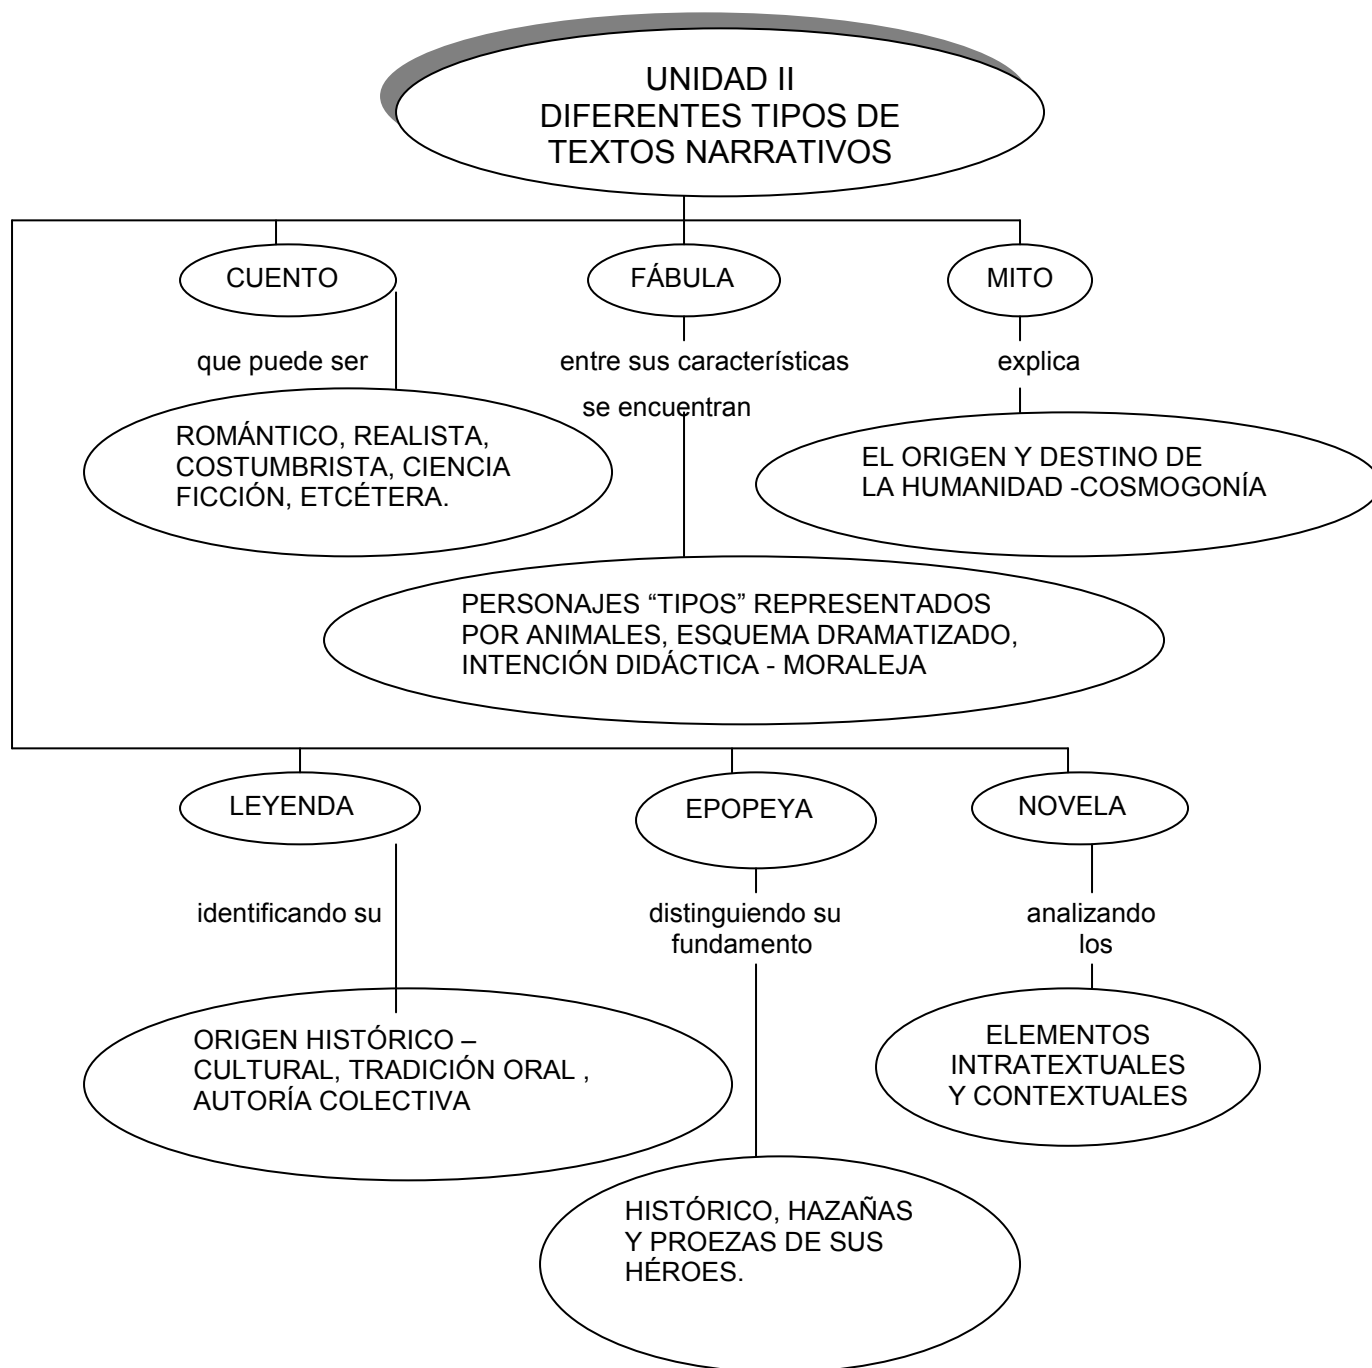 UNIDAD II
DIFERENTES TIPOS DE
TEXTOS NARRATIVOS
CUENTO
FÁBULA
MITO
que puede ser
entre sus características
se encuentran
explica
ROMÁNTICO, REALISTA,
COSTUMBRISTA, CIENCIA
FICCIÓN, ETCÉTERA.
EL ORIGEN Y DESTINO DE
LA HUMANIDAD -COSMOGONÍA
PERSONAJES “TIPOS” REPRESENTADOS
POR ANIMALES, ESQUEMA DRAMATIZADO,
INTENCIÓN DIDÁCTICA - MORALEJA
LEYENDA
EPOPEYA
NOVELA
identificando su
distinguiendo su
fundamento
analizando
los
ORIGEN HISTÓRICO –
CULTURAL, TRADICIÓN ORAL ,
AUTORÍA COLECTIVA
ELEMENTOS
INTRATEXTUALES
Y CONTEXTUALES
HISTÓRICO, HAZAÑAS
Y PROEZAS DE SUS
HÉROES.